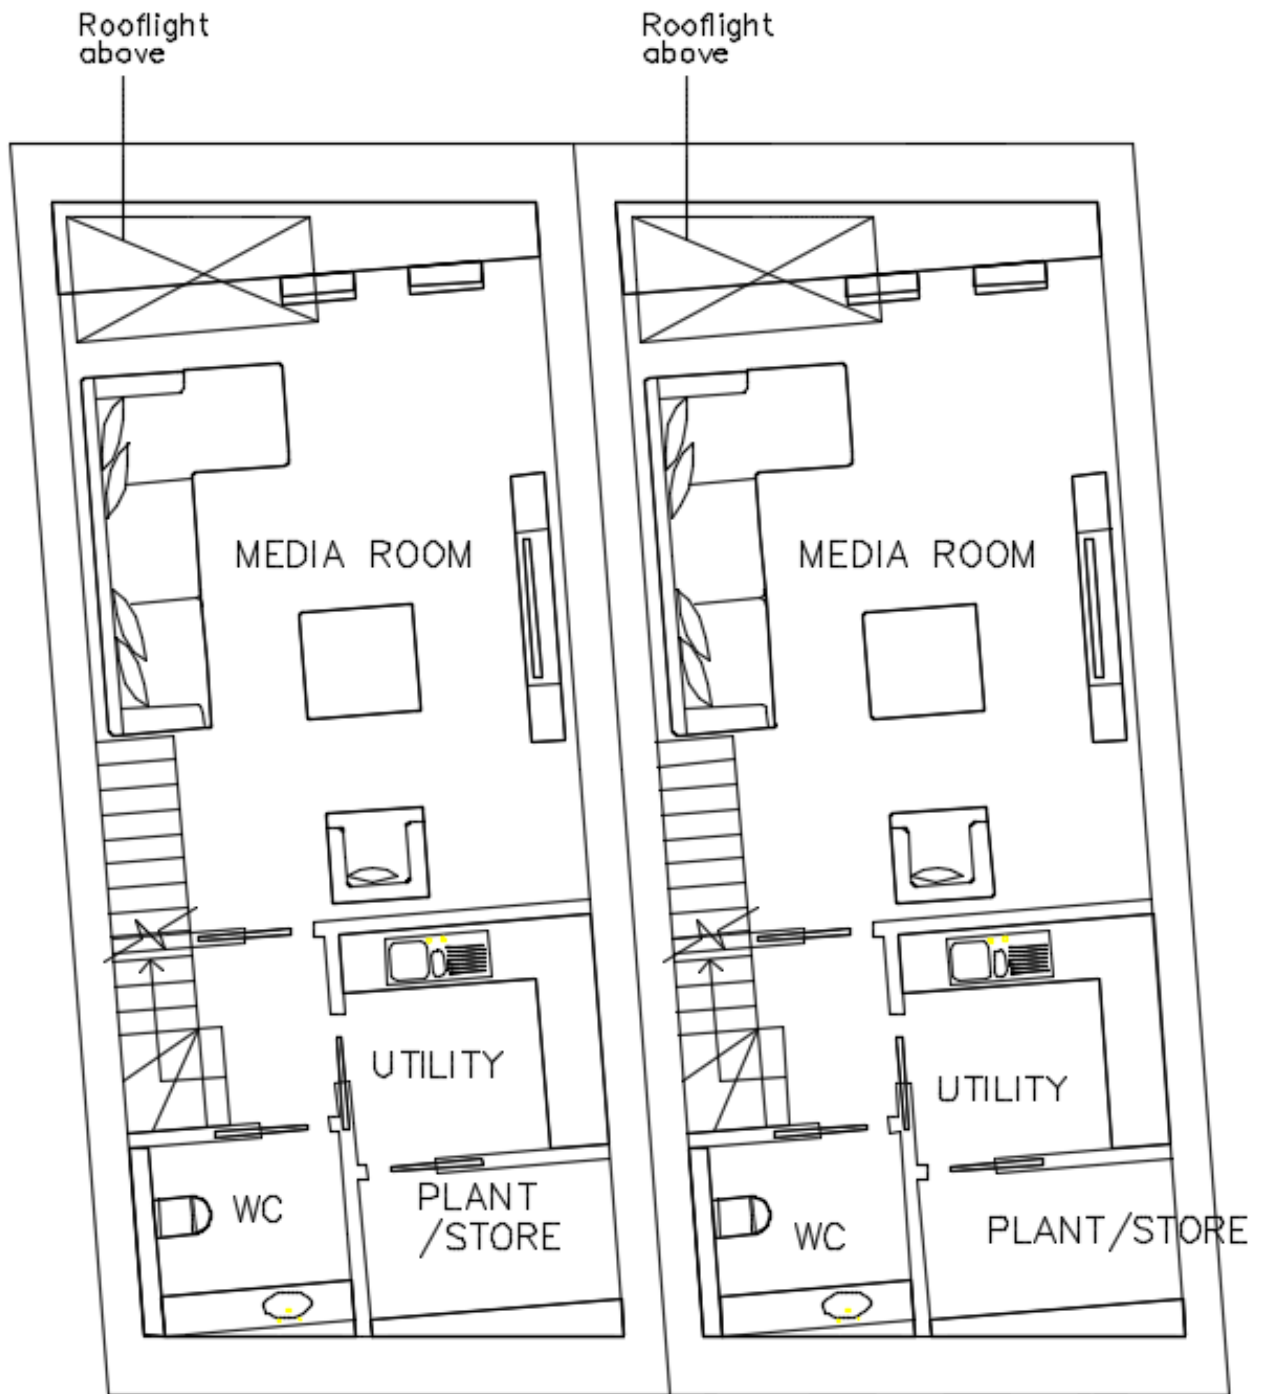 Rooflight
above
Rooflight
above
MEDIA ROOM
MEDIA ROOM
UTILITY
UTILITY
WC
PLANT
/STORE
WC
PLANT/STORE